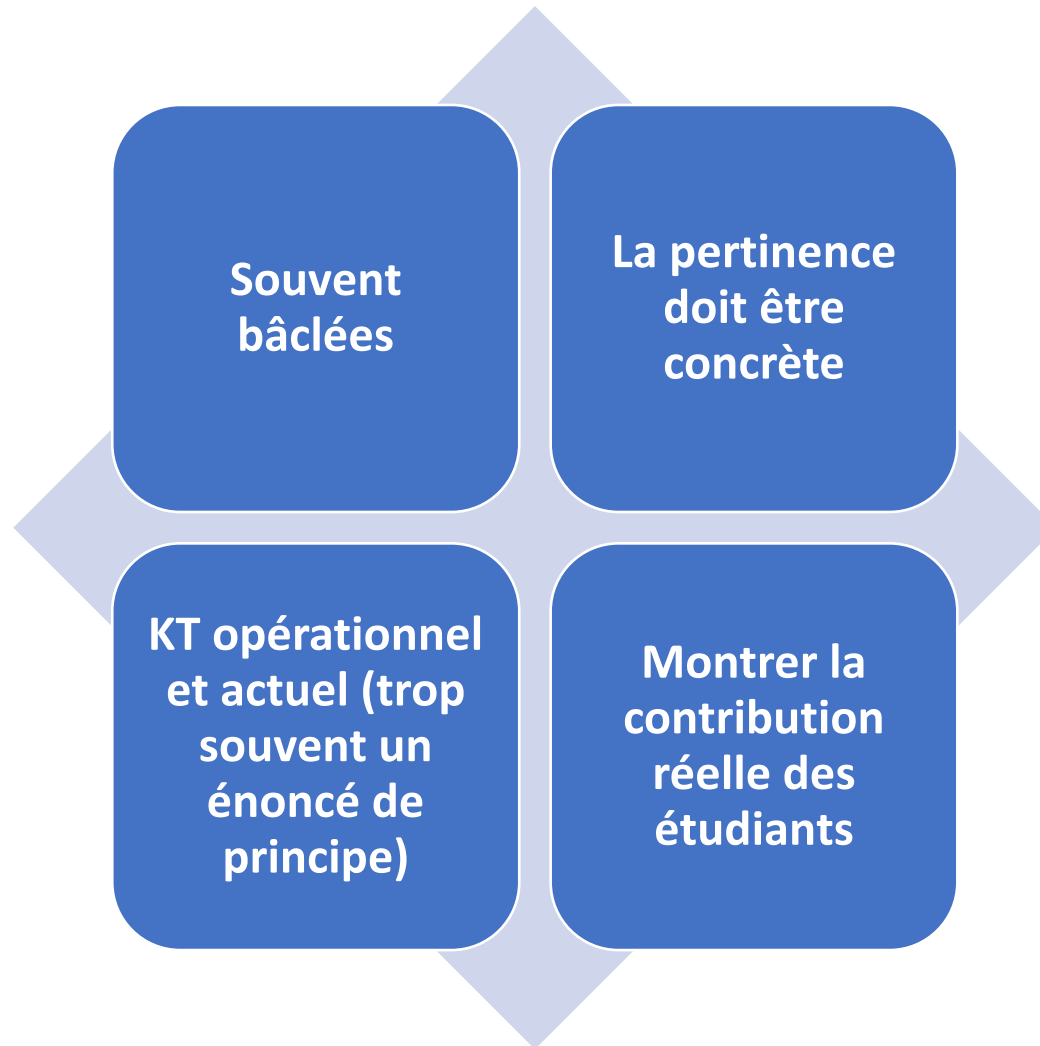 Souvent
bâclées
La pertinence
doit être
concrète
KT opérationnel
et actuel (trop
souvent un
énoncé de
principe)
Montrer la
contribution
réelle des
étudiants